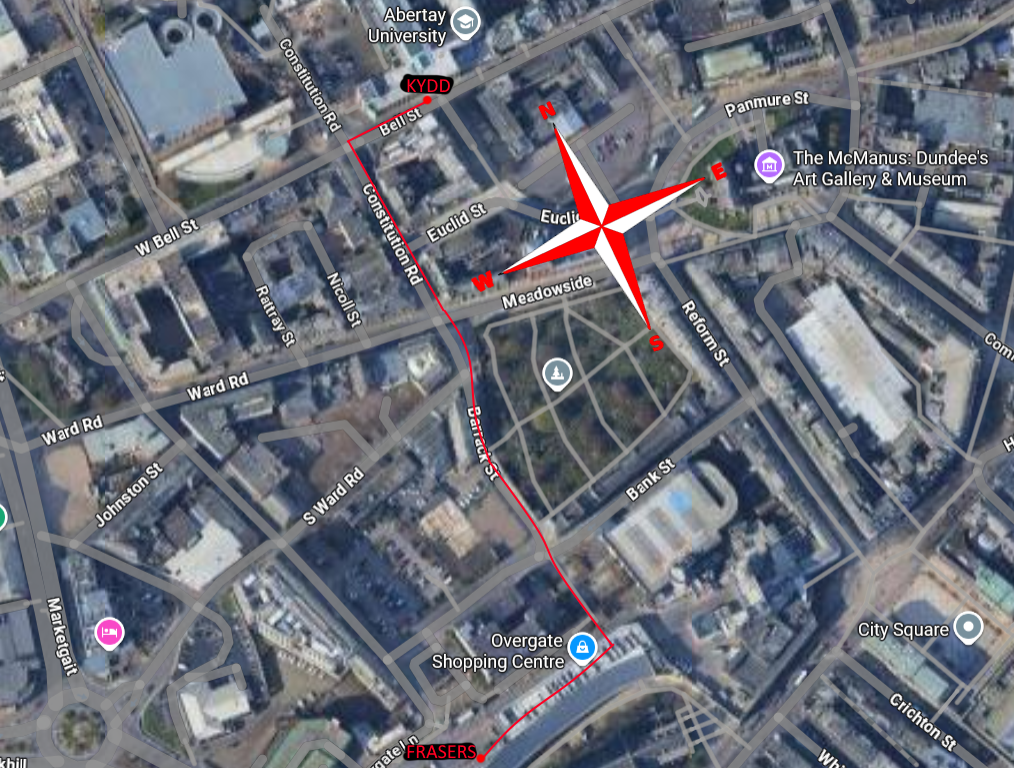 Abertay
University
Constitution Rd
KYDD
Bell St
Panmure St
N
E
The McManus: Dundee's
Art Gallery & Museum
Constitution Rd
Euclid St
W Bell St
W
Meadowside
Rattray St
Nicoll St
S
Reform St
Ward Rd
Ward Rd
Barrack St
Bank St
Johnston St
S Ward Rd
Marketgait
Overgate
Shopping Centre
City Square
Crichton St
FRASERS